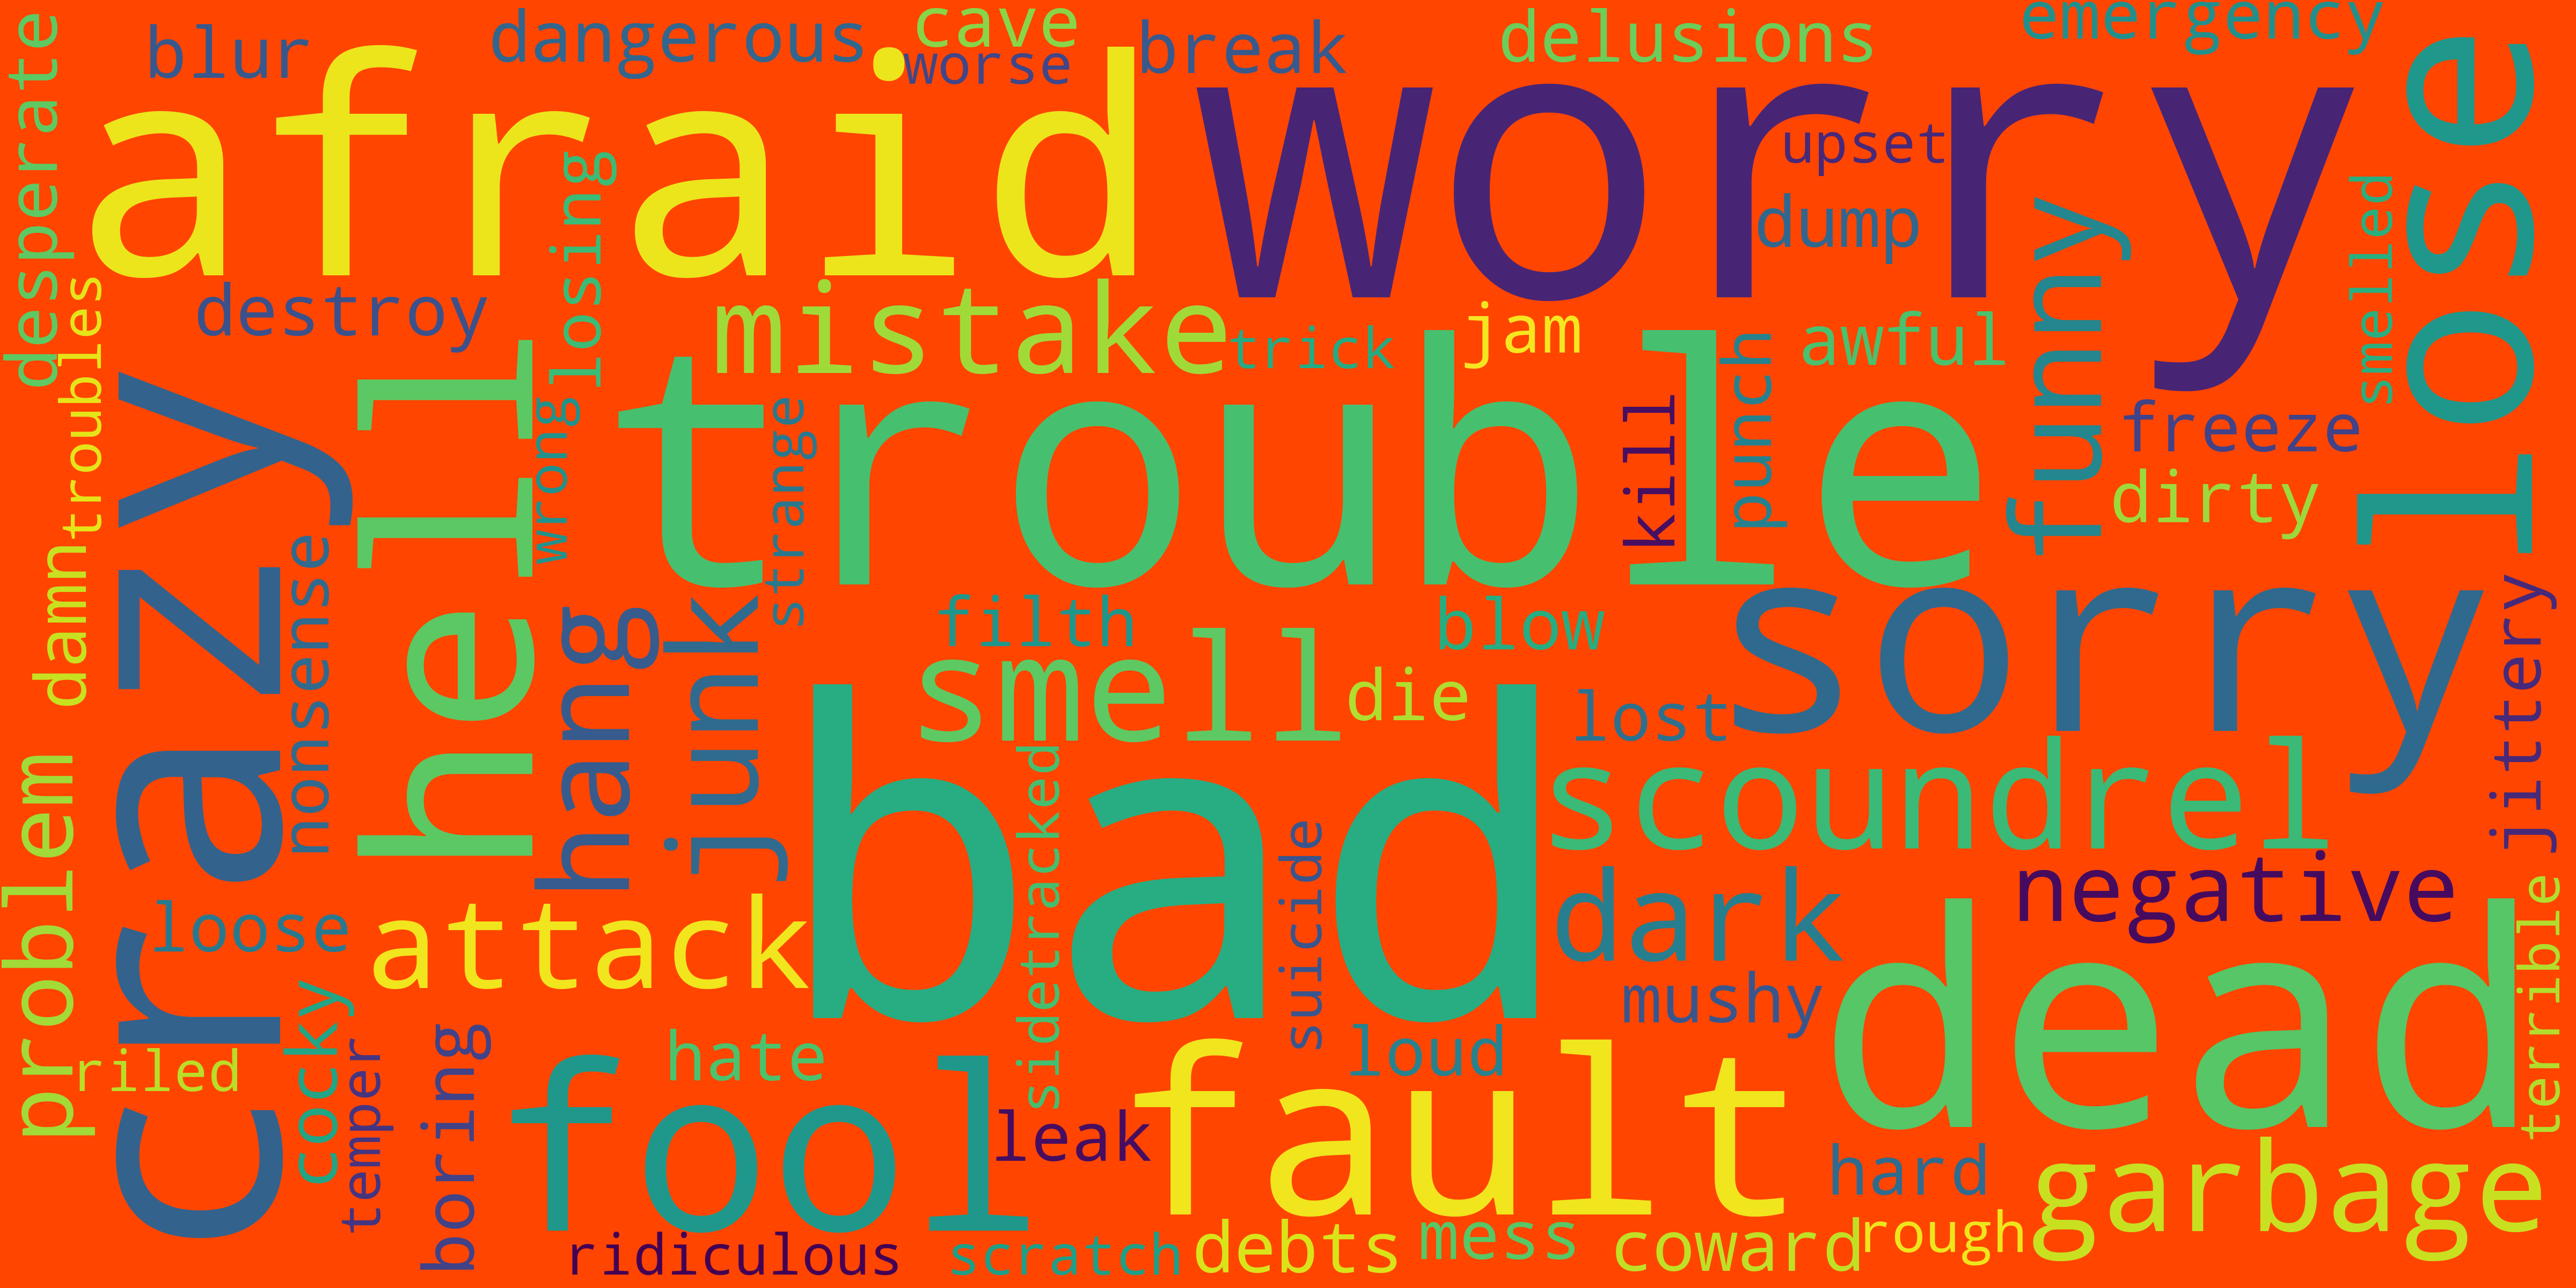 desperate
blur
dangerous
cave
worse
break
delusions
emergency
afraid
worry
upset
dump
lose
smelled
funny
losing
troubles
destroy
mistake
trick
jam
awful
punch
kill
freeze
dirty
crazy
hell
wrong
strange
trouble
damn
nonsense
hang
junk
filth
smell
blow
die
sorry
lost
jittery
problem
bad
sidetracked
suicide
scoundrel
dark
negative
mushy
loose
attack
dead
terrible
riled
cocky
temper
boring
hate
fool
leak
loud
fault
hard
garbage
ridiculous
scratch
debts
mess
coward
rough